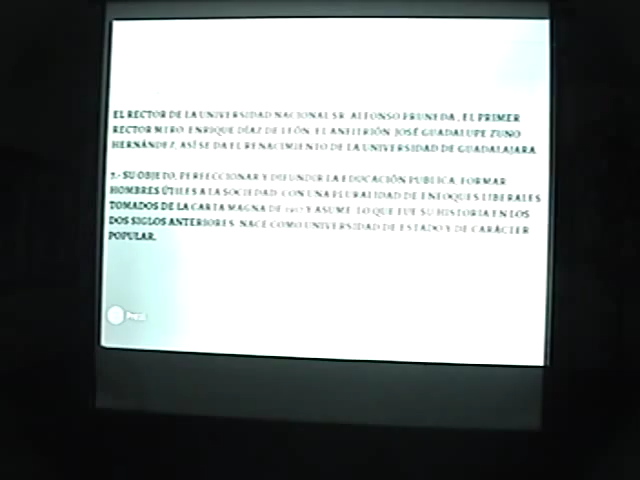 EL RECTOR DE LA UNIVERSIDAD NACIONAL SR. ALFONSO PRUNEDA, EL PRIMER
RECTOR MTRO. ENRIQUE DÍAZ DE LEÓN, EL ANFITRIÓN JOSÉ GUADALUPE ZUNO
HERNÁNDEZ, ASÍ SE DA EL RENACIMIENTO DE LA UNIVERSIDAD DE GUADALAJARA.
7.- SU OBJETO, PERFECCIONAR Y DIFUNDIR LA EDUCACIÓN PÚBLICA, FORMAR
HOMBRES ÚTILES A LA SOCIEDAD. CON UNA PLURALIDAD DE ENFOQUES LIBERALES
TOMADOS DE LA CARTA MAGNA DE 1917 Y ASUME LO QUE FUE SU HISTORIA EN LOS
DOS SIGLOS ANTERIORES. NACE COMO UNIVERSIDAD DE ESTADO Y DE CARÁCTER
POPULAR.
Prezi